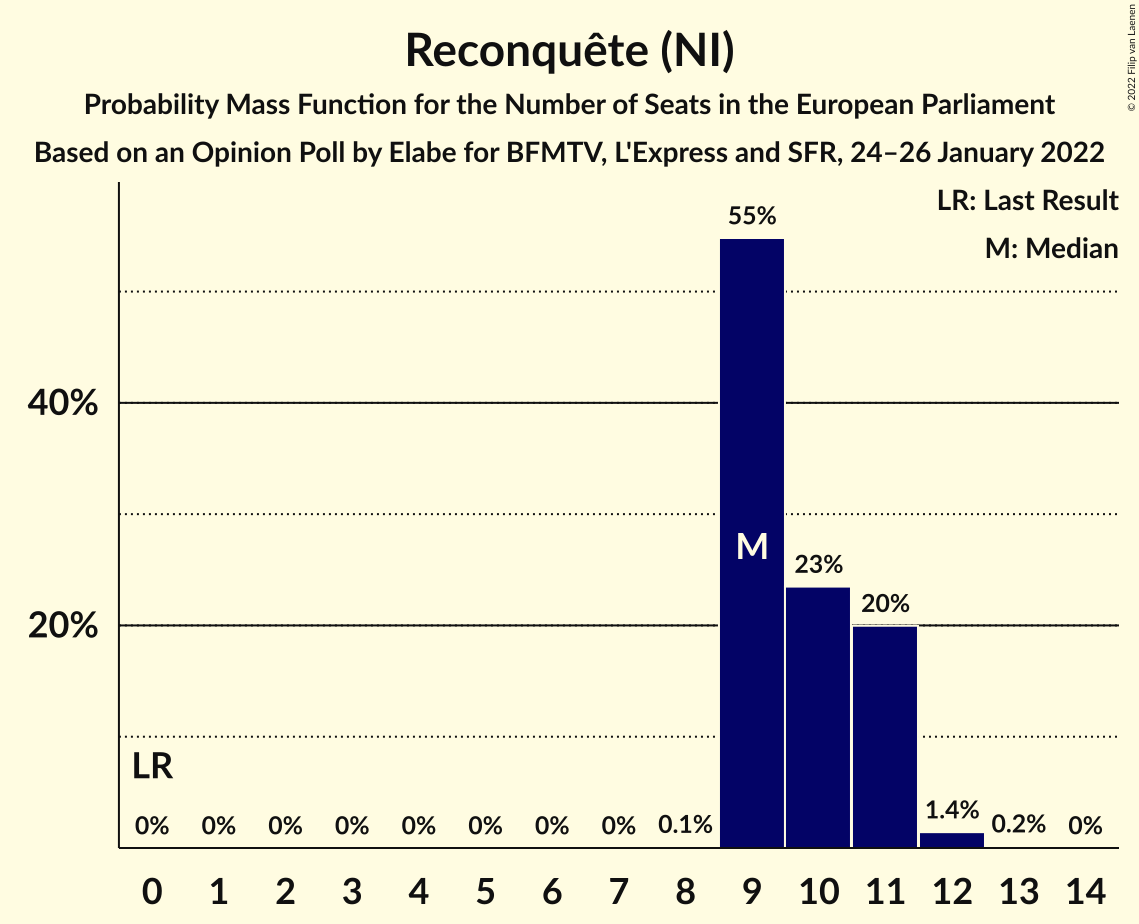 Reconquête (NI)
Probability Mass Function for the Number of Seats in the European Parliament
Based on an Opinion Poll by Elabe for BFMTV, L'Express and SFR, 24–26 January 2022
© 2022 Filip van Laenen
LR: Last Result
M: Median
55%
40%
M
23%
20%
20%
LR
0% 0% 0% 0% 0% 0% 0% 0% 0.1% 1.4% 0.2% 0%
0 1 2 3 4 5 6 7 8 9 10 11 12 13 14